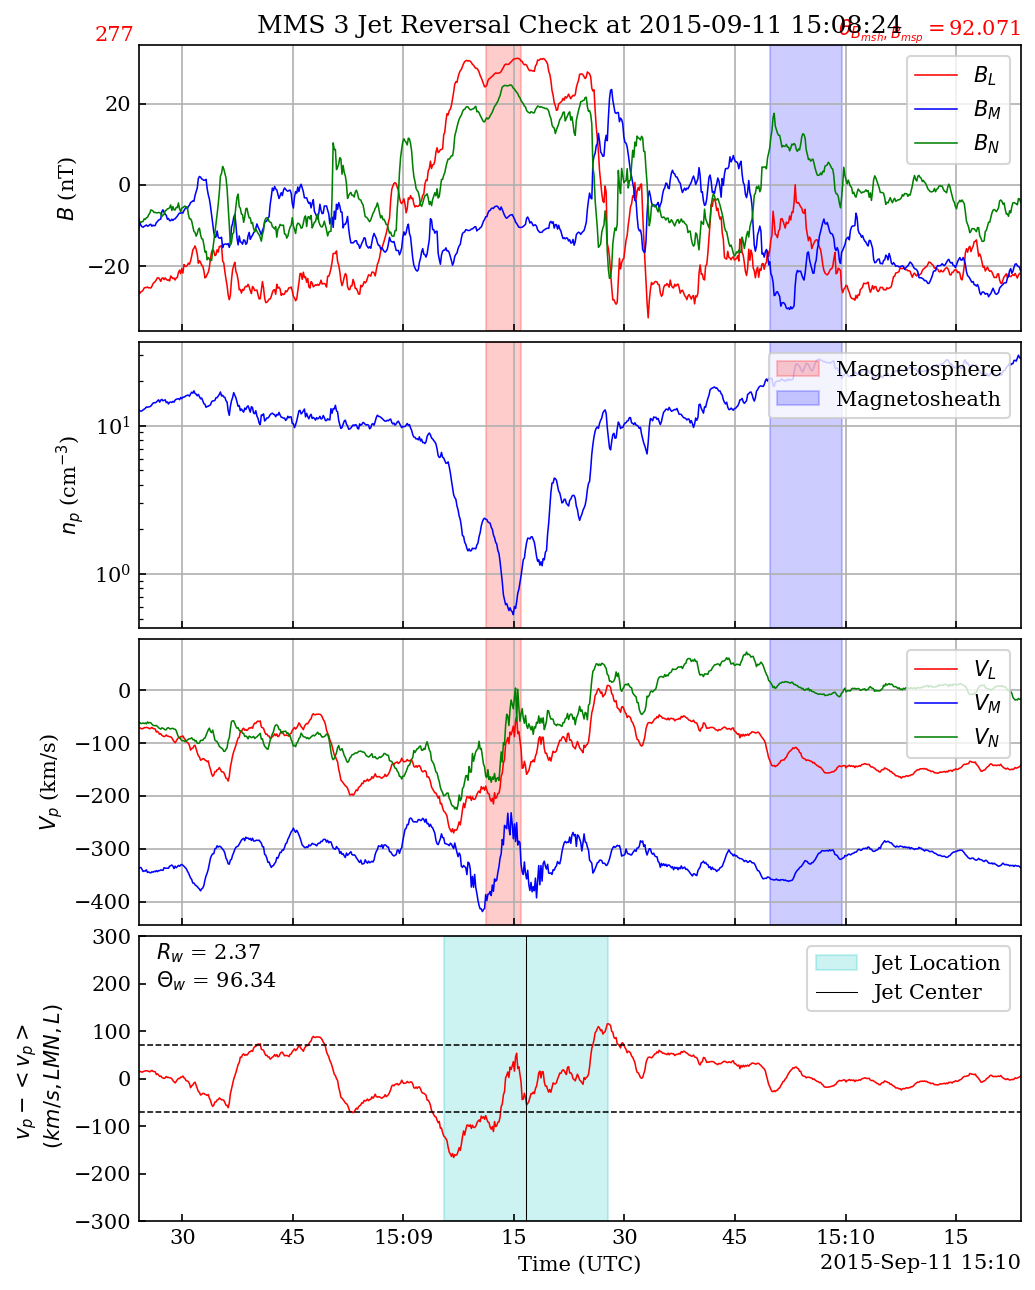 277
MMS 3 Jet Reversal Check at 2015-09-11 15:08:24
θ_{B_{msh}, B_{msp}} = 92.071
B (nT)
20
0
−20
B_L
B_M
B_N
n_p (cm⁻³)
10¹
10⁰
Magnetosphere
Magnetosheath
V_p (km/s)
0
−100
−200
−300
−400
V_L
V_M
V_N
v_p − < v_p >
(km/s, LMN, L)
300
200
100
0
−100
−200
−300
R_w = 2.37
Θ_w = 96.34
Jet Location
Jet Center
30 45 15:09 15 30 45 15:10 15
Time (UTC)
2015-Sep-11 15:10